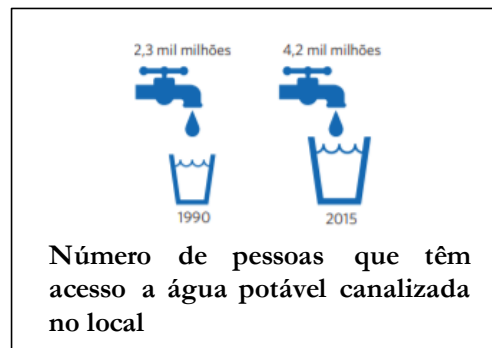 2,3 mil milhões 4,2 mil milhões
1990 2015
Número de pessoas que têm
acesso a água potável canalizada
no local